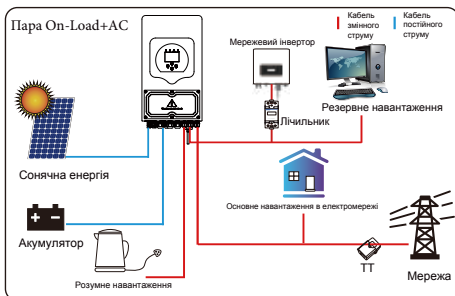 Пара On-Load+AC
Кабель
змінного
струму
Кабель
постійного
струму
Мережевий інвертор
Лічильник
Резервне навантаження
Сонячна енергія
Основне навантаження в електромережі
Акумулятор
ТТ
Мережа
Розумне навантаження